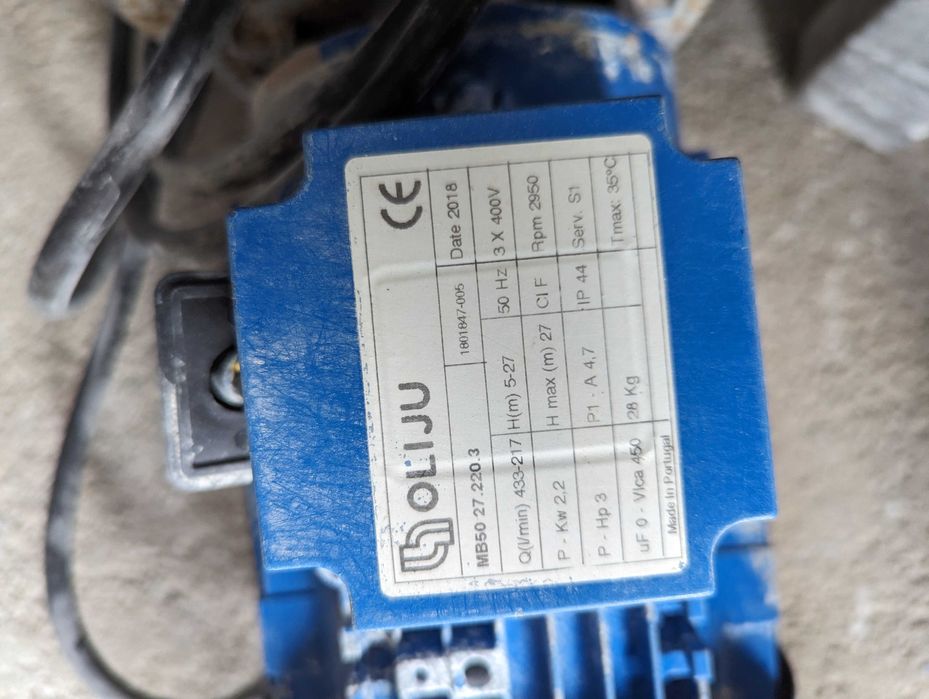 OLIJU CE
MB50 27.220.3 1801847-005 Date 2018
Q(l/min) 433-217 H(m) 5-27 50 Hz 3 X 400V
P - Kw 2,2 H max (m) 27 Cl F Rpm 2950
P - Hp 3 P1 - A 4,7 IP 44 Serv. S1
uF 0 - Vlca 450 28 Kg Tmax: 35ºC
Made In Portugal